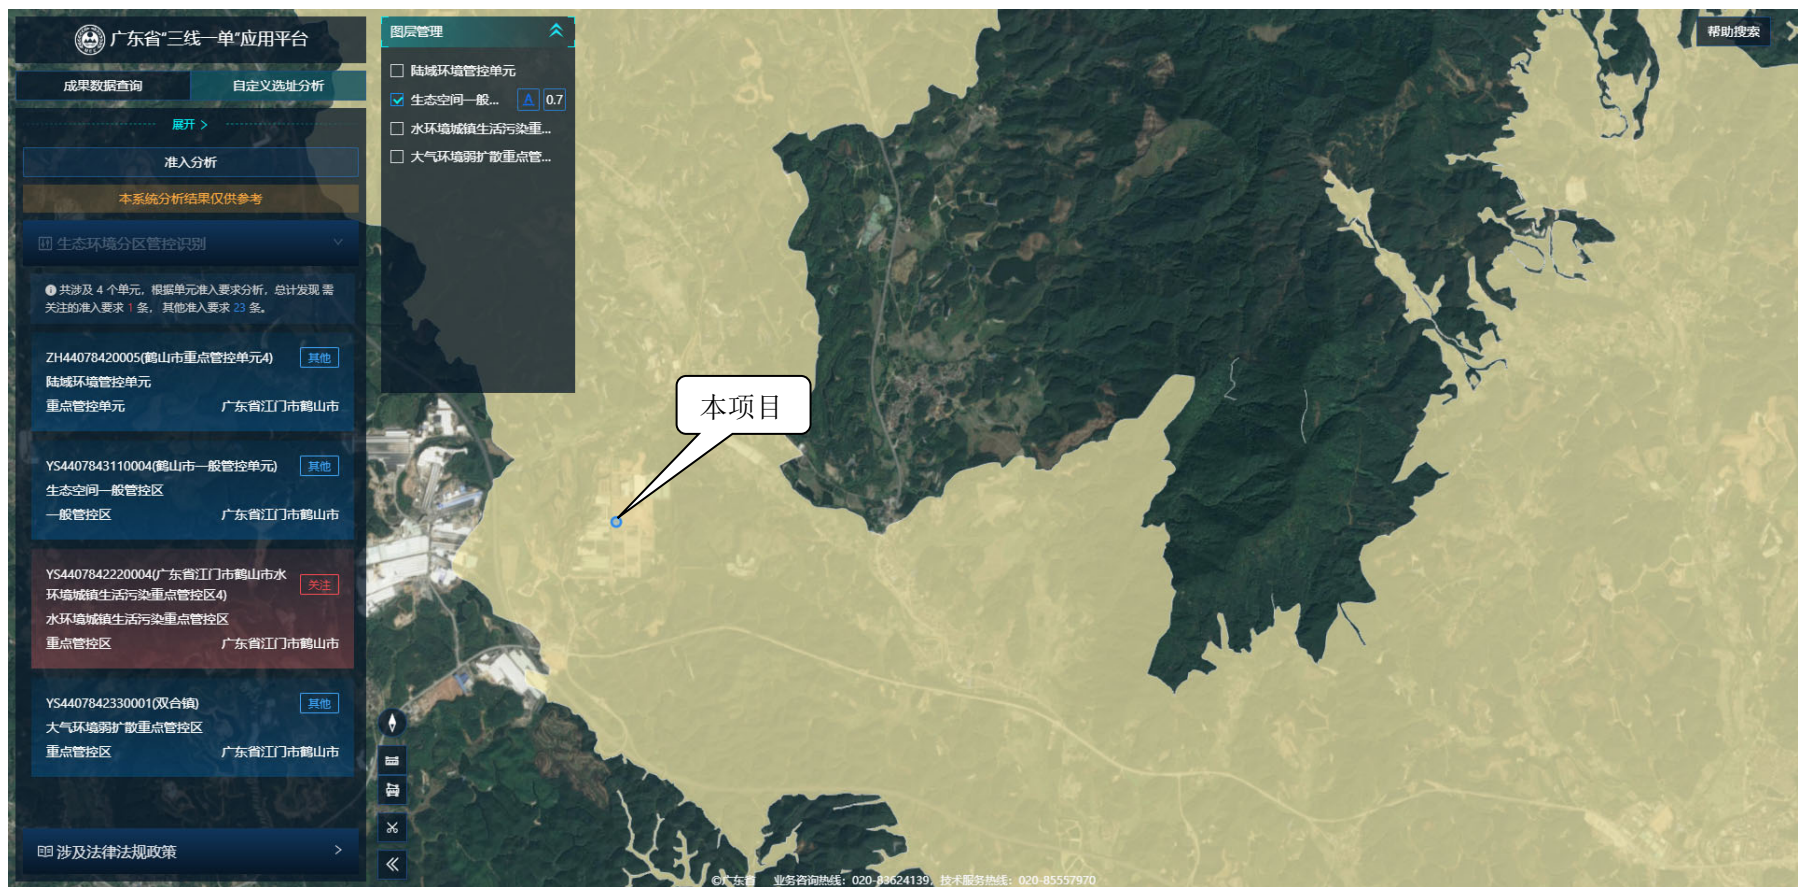 广东省“三线一单”应用平台
成果数据查询
自定义选址分析
展开 >
准入分析
本系统分析结果仅供参考
生态环境分区管控识别
共涉及 4 个单元，根据单元准入要求分析，总计发现 需
关注的准入要求 1 条， 其他准入要求 23 条。
ZH44078420005(鹤山市重点管控单元4)
其他
陆域环境管控单元
重点管控单元
广东省江门市鹤山市
YS4407843110004(鹤山市一般管控单元)
其他
生态空间一般管控区
一般管控区
广东省江门市鹤山市
YS4407842220004(广东省江门市鹤山市水
环境城镇生活污染重点管控区4)
关注
水环境城镇生活污染重点管控区
重点管控区
广东省江门市鹤山市
YS4407842330001(双合镇)
其他
大气环境弱扩散重点管控区
重点管控区
广东省江门市鹤山市
涉及法律法规政策
图层管理
陆域环境管控单元
生态空间一般...
A
0.7
水环境城镇生活污染重...
大气环境弱扩散重点管...
本项目
帮助搜索
©广东省 业务咨询热线：020-83624139，技术服务热线：020-85557970